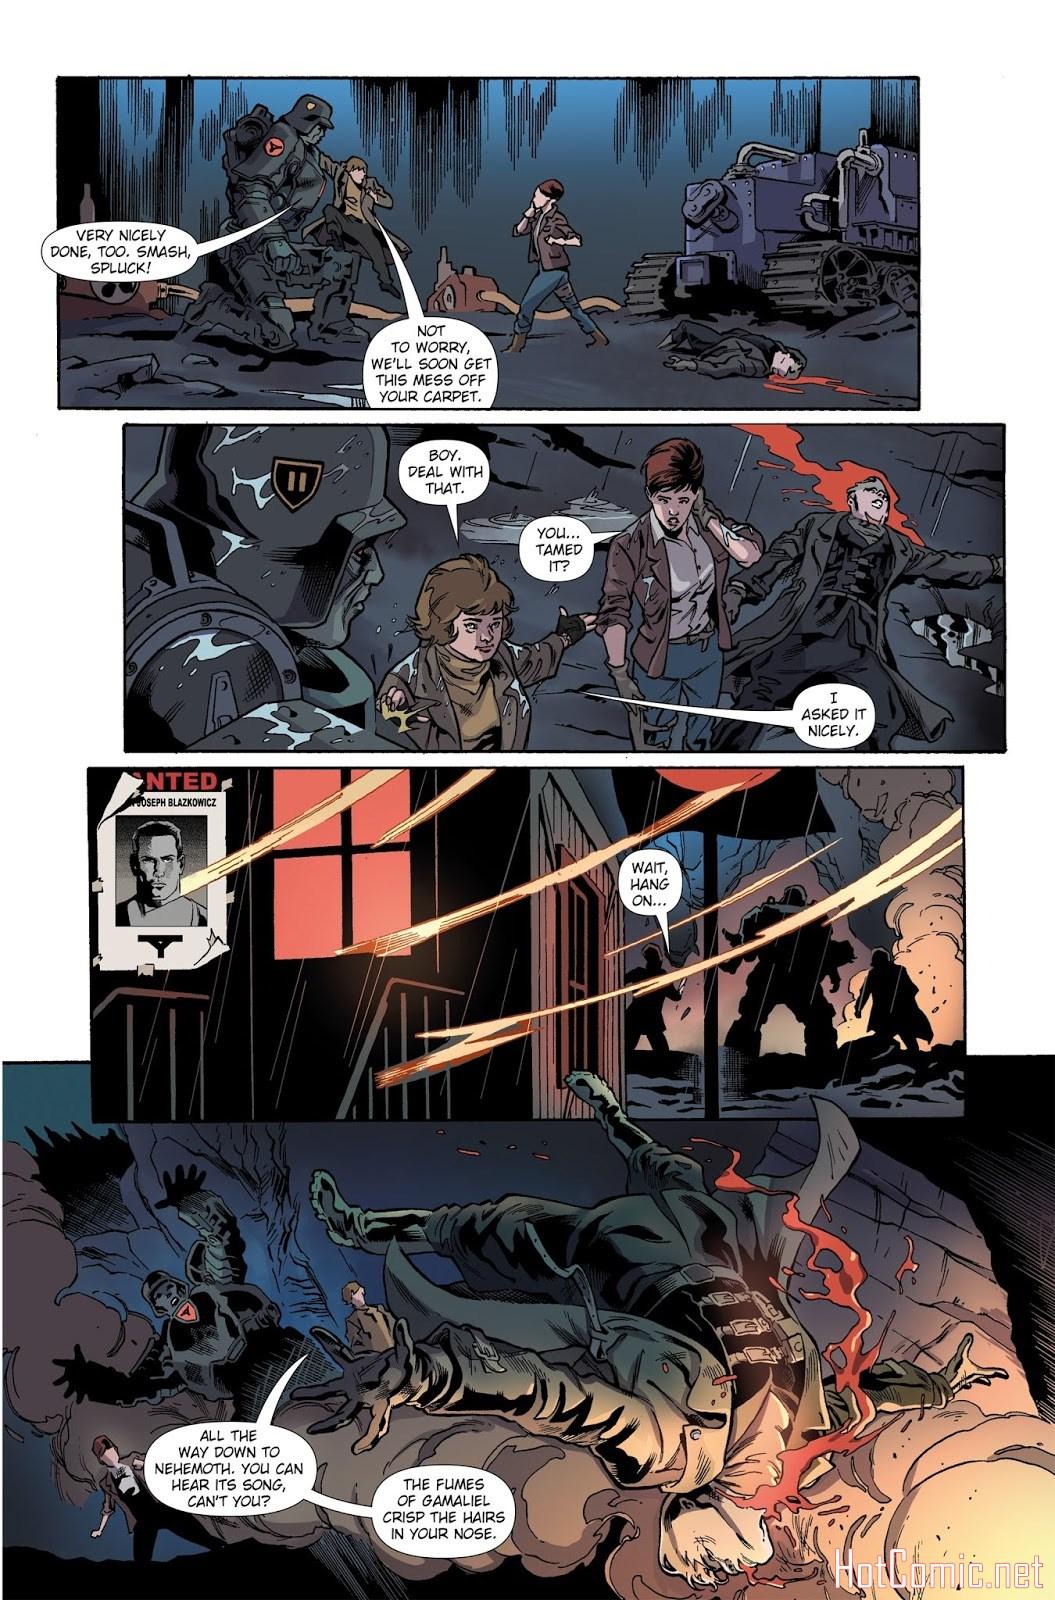 VERY NICELY
DONE, TOO. SMASH,
SPLUCK!
NOT
TO WORRY,
WE'LL SOON GET
THIS MESS OFF
YOUR CARPET.
BOY.
DEAL WITH
THAT.
YOU...
TAMED
IT?
I
ASKED IT
NICELY.
ANTED
JOSEPH BLAZKOWICZ
WAIT,
HANG
ON...
ALL THE
WAY DOWN TO
NEHEMOTH. YOU CAN
HEAR ITS SONG,
CAN'T YOU?
THE FUMES
OF GAMALIEL
CRISP THE HAIRS
IN YOUR NOSE.
HotComic.net